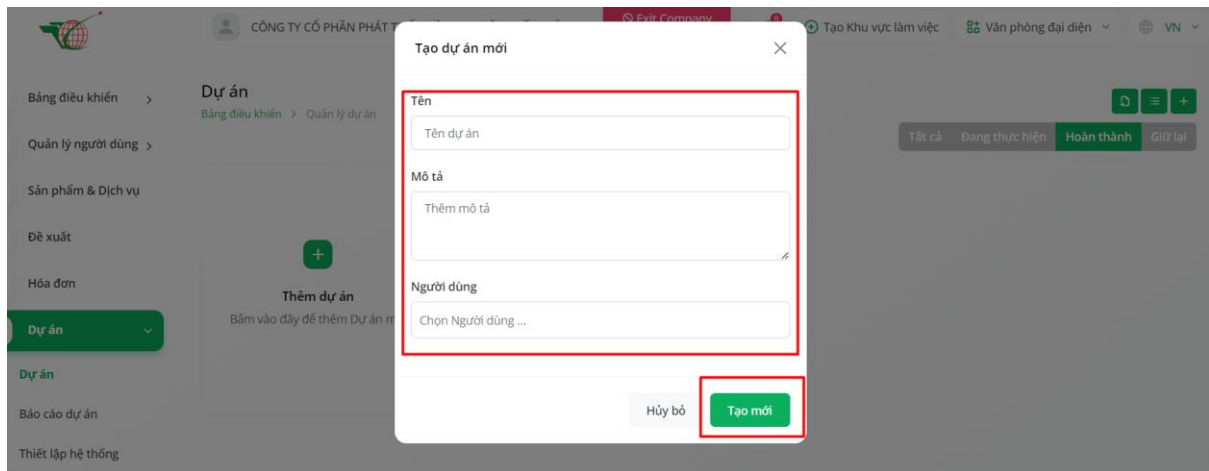 CÔNG TY CỔ PHẦN PHÁT
Exit Company
Tạo Khu vực làm việc
Văn phòng đại diện
VN
Tạo dự án mới
Bảng điều khiển
Dự án
Bảng điều khiển > Quản lý dự án
Tên
Tên dự án
Tất cả
Đang thực hiện
Hoàn thành
Giữ lại
Quản lý người dùng
Mô tả
Sản phẩm & Dịch vụ
Thêm mô tả
Đề xuất
Hóa đơn
Người dùng
Thêm dự án
Bấm vào đây để thêm Dự án
Chọn Người dùng ...
Dự án
Dự án
Hủy bỏ
Tạo mới
Báo cáo dự án
Thiết lập hệ thống